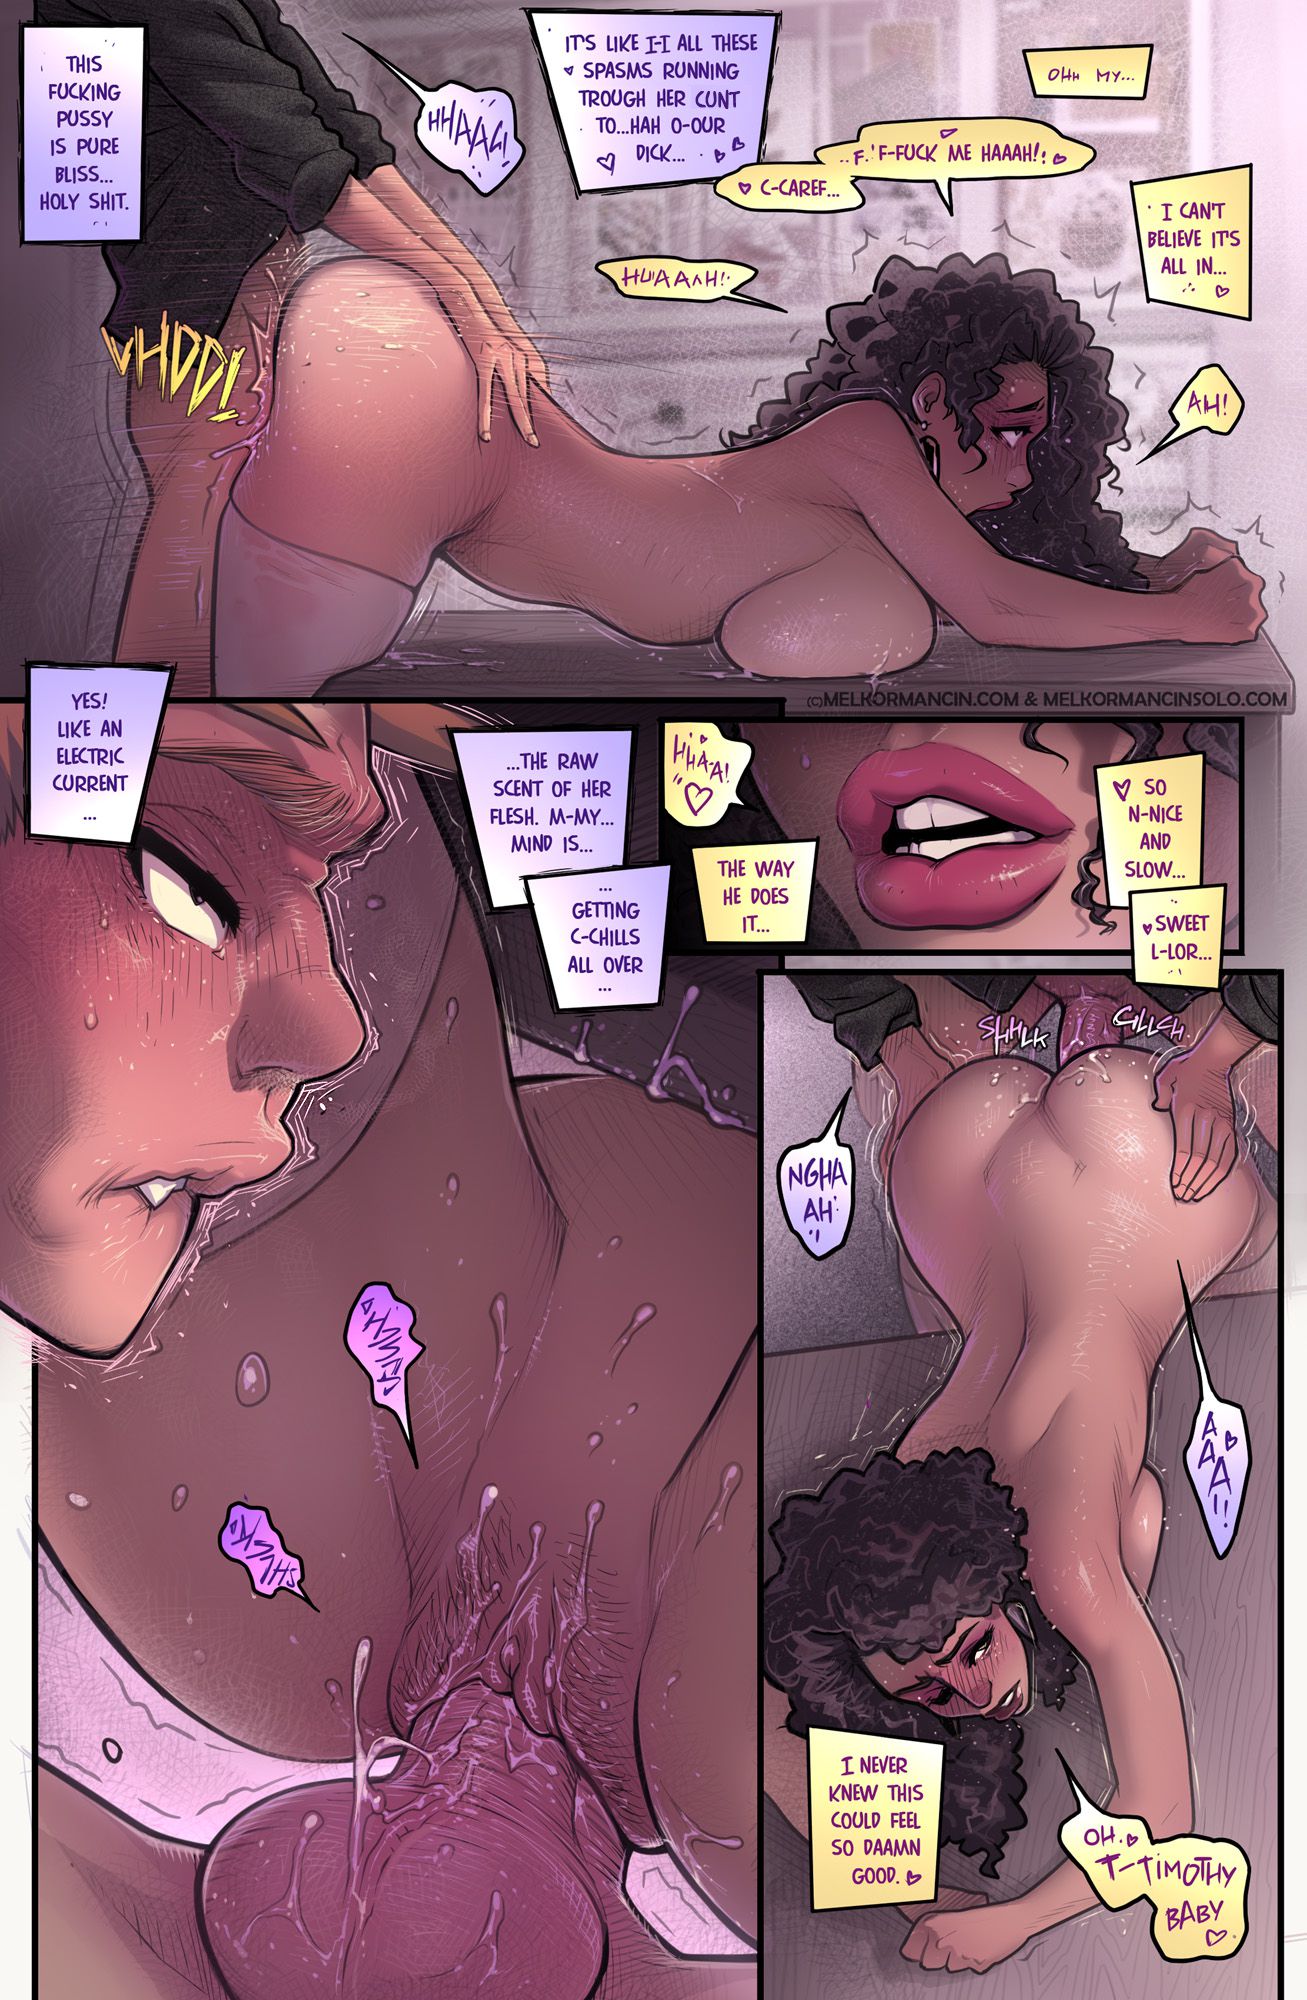 THIS
FUCKING
PUSSY
IS PURE
BLISS...
HOLY SHIT.
HHAAG!
IT'S LIKE I-I ALL THESE
SPASMS RUNNING
TROUGH HER CUNT
TO...HAH O-OUR
DICK...
OHH MY...
F-FUCK ME HAAAH!
C-CAREF...
I CAN'T
BELIEVE IT'S
ALL IN...
HUAAAH!
AH!
VHDD!
©MELKORMANCIN.COM & MELKORMANCINSOLO.COM
YES!
LIKE AN
ELECTRIC
CURRENT
...
...THE RAW
SCENT OF HER
FLESH. M-MY...
MIND IS...
...
GETTING
C-CHILLS
ALL OVER
...
HHA-A!
THE WAY
HE DOES
IT...
SO
N-NICE
AND
SLOW...
SWEET
L-LOR...
SHHLK
GLLCH
NGHA
AH
AAA!!
I NEVER
KNEW THIS
COULD FEEL
SO DAAMN
GOOD.
OH.
T-TIMOTHY
BABY